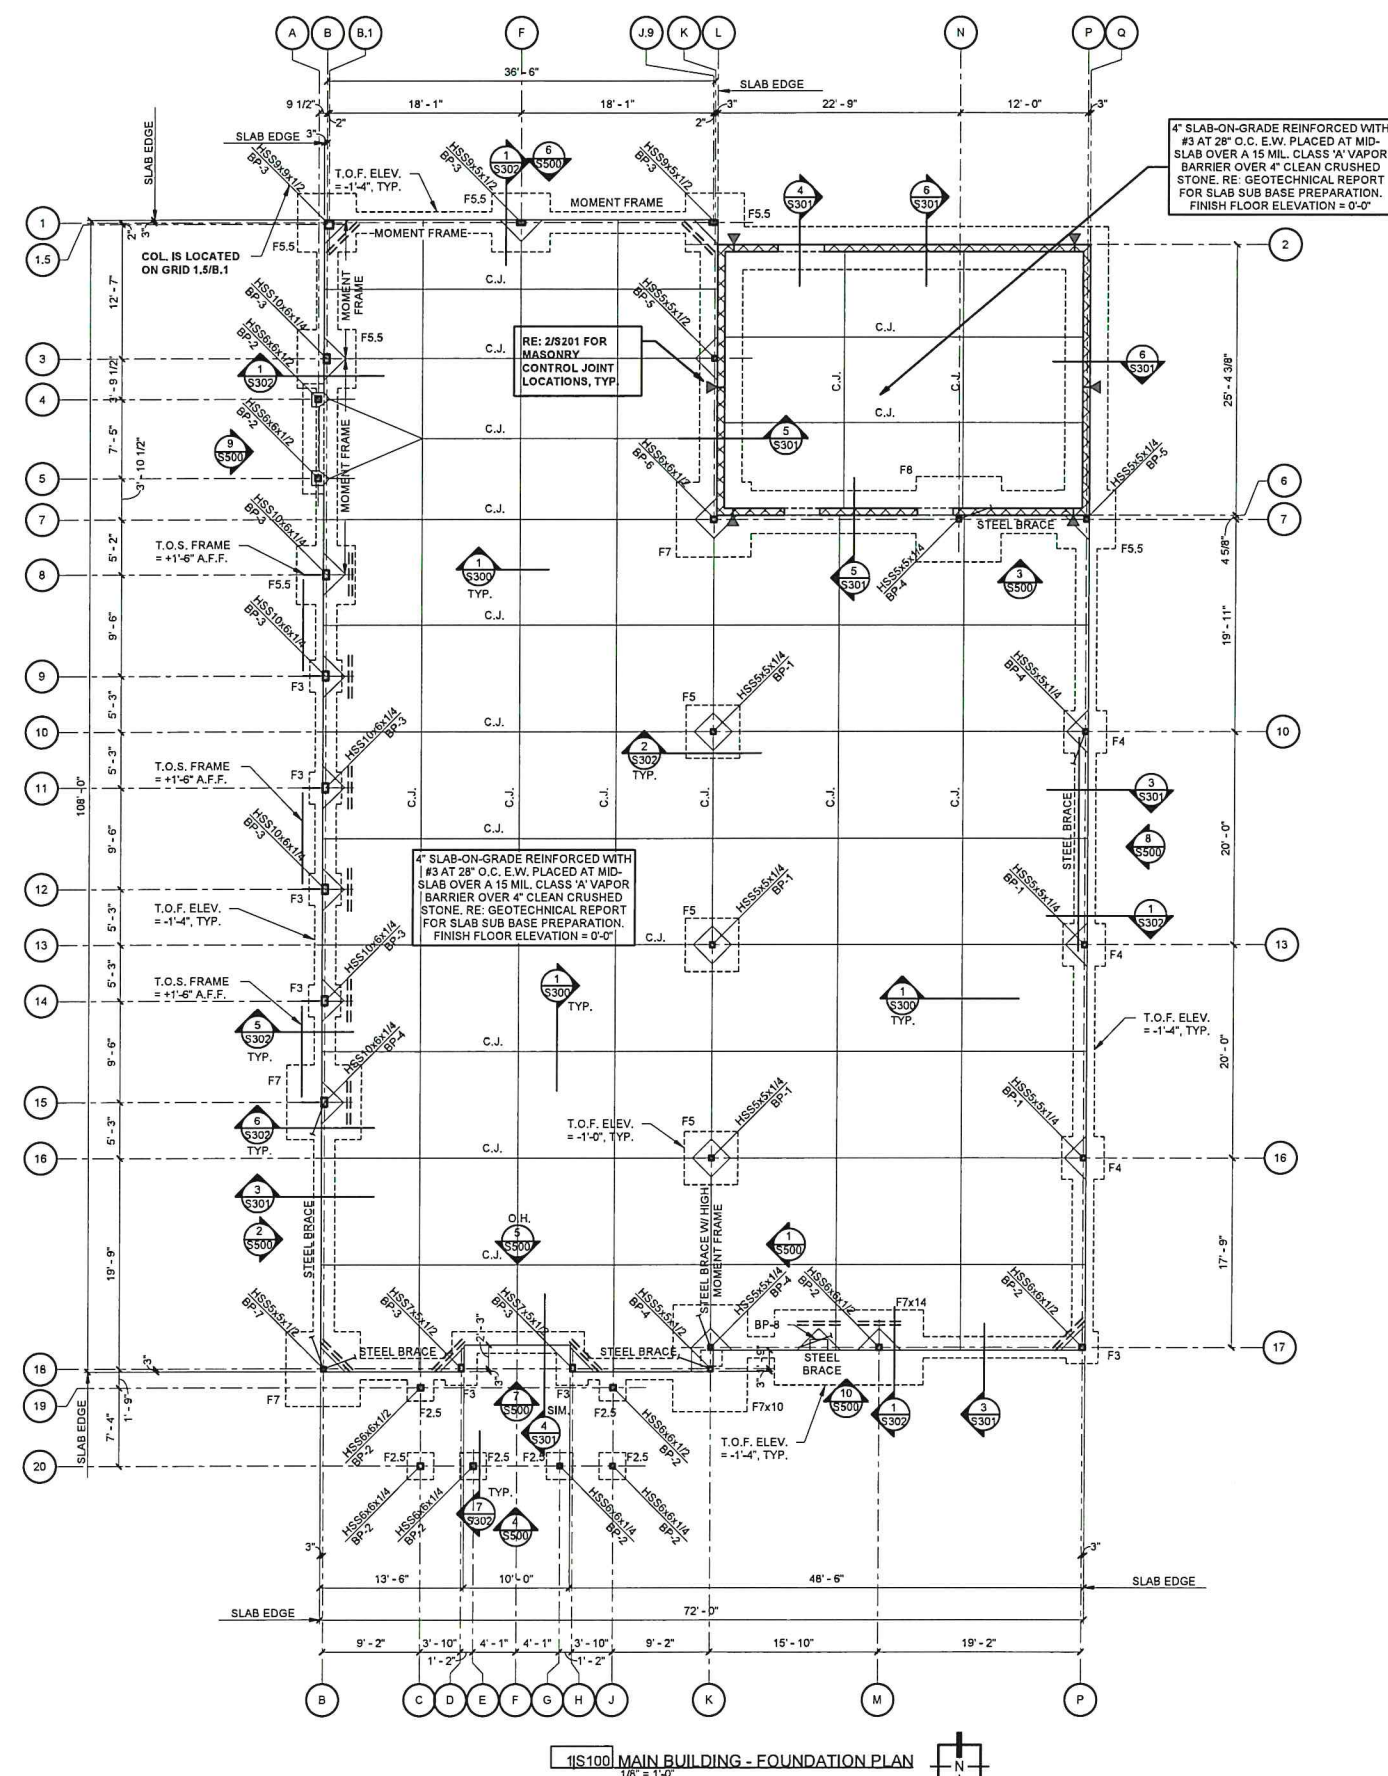 A B B.1 F J.9 K L N P Q
36' - 6"
SLAB EDGE
9 1/2" 18' - 1" 18' - 1" 3" 22' - 9" 12' - 0" 3"
2" 2"
SLAB EDGE 3"
SLAB EDGE
4" SLAB-ON-GRADE REINFORCED WITH
#3 AT 28" O.C. E.W. PLACED AT MID-
SLAB OVER A 15 MIL. CLASS 'A' VAPOR
BARRIER OVER 4" CLEAN CRUSHED
STONE. RE: GEOTECHNICAL REPORT
FOR SLAB SUB BASE PREPARATION.
FINISH FLOOR ELEVATION = 0'-0"
HSS9x9x1/2
BP-3
T.O.F. ELEV.
= -1'-4", TYP.
HSS9x5x1/2
BP-3
F5.5
1
S302
6
S500
MOMENT FRAME
HSS9x5x1/2
BP-3
F5.5
4
S301
6
S301
1
1.5
2"
3"
COL. IS LOCATED
ON GRID 1.5/B.1
F5.5
MOMENT FRAME
MOMENT
FRAME
C.J.
2
12' - 7"
HSS10x6x1/4
BP-3
HSS6x6x1/2
BP-2
F5.5
HSS5x5x1/2
BP-5
RE: 2/S201 FOR
MASONRY
CONTROL JOINT
LOCATIONS, TYP.
C.J.
C.J.
C.J.
C.J.
3
1
S302
C.J.
6
S301
25' - 4 3/8"
3' - 9 1/2"
4
HSS6x6x1/2
BP-2
C.J.
C.J.
5
S301
7' - 5"
9
S500
MOMENT FRAME
3' - 10 1/2"
5
HSS6x6x1/2
BP-6
F8
HSS5x5x1/4
BP-5
6
7
HSS10x6x1/4
BP-3
C.J.
STEEL BRACE
7
5' - 2"
T.O.S. FRAME
= +1'-6" A.F.F.
F7
F5.5
4 5/8"
8
F5.5
1
S300
TYP.
5
S301
HSS5x5x1/4
BP-4
3
S500
9' - 6"
HSS10x6x1/4
BP-3
C.J.
19' - 11"
9
F3
HSS5x5x1/4
BP-1
HSS5x5x1/4
BP-4
5' - 3"
F5
HSS10x6x1/4
BP-3
10
C.J.
2
S302
TYP.
F4
10
5' - 3"
T.O.S. FRAME
= +1'-6" A.F.F.
F3
11
108' - 0"
C.J. C.J. C.J. C.J. C.J. C.J.
3
S301
9' - 6"
HSS10x6x1/4
BP-3
C.J.
STEEL BRACE
8
S500
20' - 0"
4" SLAB-ON-GRADE REINFORCED WITH
#3 AT 28" O.C. E.W. PLACED AT MID-
SLAB OVER A 15 MIL. CLASS 'A' VAPOR
BARRIER OVER 4" CLEAN CRUSHED
STONE. RE: GEOTECHNICAL REPORT
FOR SLAB SUB BASE PREPARATION.
FINISH FLOOR ELEVATION = 0'-0"
HSS5x5x1/4
BP-1
HSS5x5x1/4
BP-1
12
F3
T.O.F. ELEV.
= -1'-4", TYP.
HSS10x6x1/4
BP-3
F5
1
S302
5' - 3"
13
C.J.
F4
13
5' - 3"
T.O.S. FRAME
= +1'-6" A.F.F.
F3
1
S300
TYP.
1
S300
TYP.
14
T.O.F. ELEV.
= -1'-4", TYP.
5
S302
TYP.
HSS10x6x1/4
BP-4
C.J.
9' - 6"
20' - 0"
F7
HSS5x5x1/4
BP-1
HSS5x5x1/4
BP-1
15
6
S302
TYP.
T.O.F. ELEV.
= -1'-0", TYP.
F5
5' - 3"
16
C.J.
F4
16
3
S301
2
S500
STEEL BRACE
O.H.
5
S500
STEEL BRACE W/ HIGH
MOMENT FRAME
1
S500
C.J.
19' - 9"
17' - 9"
HSS5x5x1/2
BP-7
HSS7x5x1/2
BP-3
HSS7x5x1/2
BP-3
HSS5x5x1/2
BP-4
HSS5x5x1/4
BP-4
HSS6x6x1/2
BP-2
HSS6x6x1/2
BP-2
F7x14
BP-8
STEEL
BRACE
17
F3
18
3"
STEEL BRACE
STEEL BRACE
3"
F7
F3
F3
F2.5
F2.5
7
S500
SIM.
4
S301
F7x10
10
S500
1
S302
3
S301
19
1' - 9"
7' - 4"
SLAB EDGE
HSS6x6x1/2
BP-2
HSS6x6x1/2
BP-2
T.O.F. ELEV.
= -1'-4", TYP.
20
F2.5 F2.5 F2.5 F2.5
TYP.
7
S302
4
S500
HSS6x6x1/4
BP-2
HSS6x6x1/4
BP-2
HSS6x6x1/4
BP-2
HSS6x6x1/4
BP-2
3" 3"
13' - 6" 10' - 0" 48' - 6"
SLAB EDGE
SLAB EDGE
72' - 0"
9' - 2" 3' - 10" 4' - 1" 4' - 1" 3' - 10" 9' - 2" 15' - 10" 19' - 2"
1' - 2" 1' - 2"
B C D E F G H J K M P
1|S100 MAIN BUILDING - FOUNDATION PLAN
1/8" = 1'-0"
N